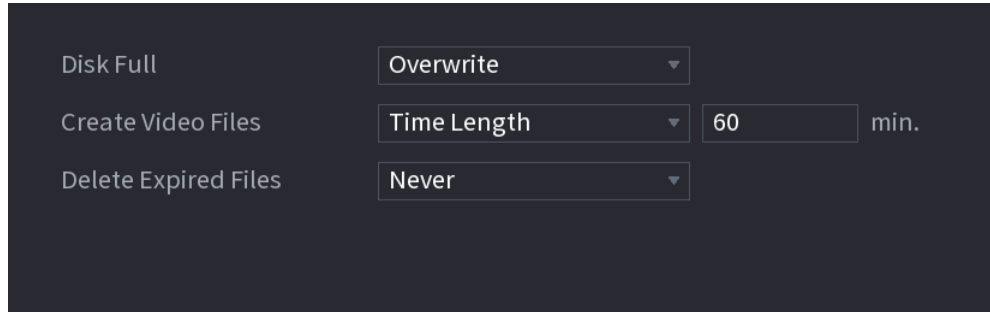 Disk Full Overwrite
Create Video Files Time Length 60 min.
Delete Expired Files Never